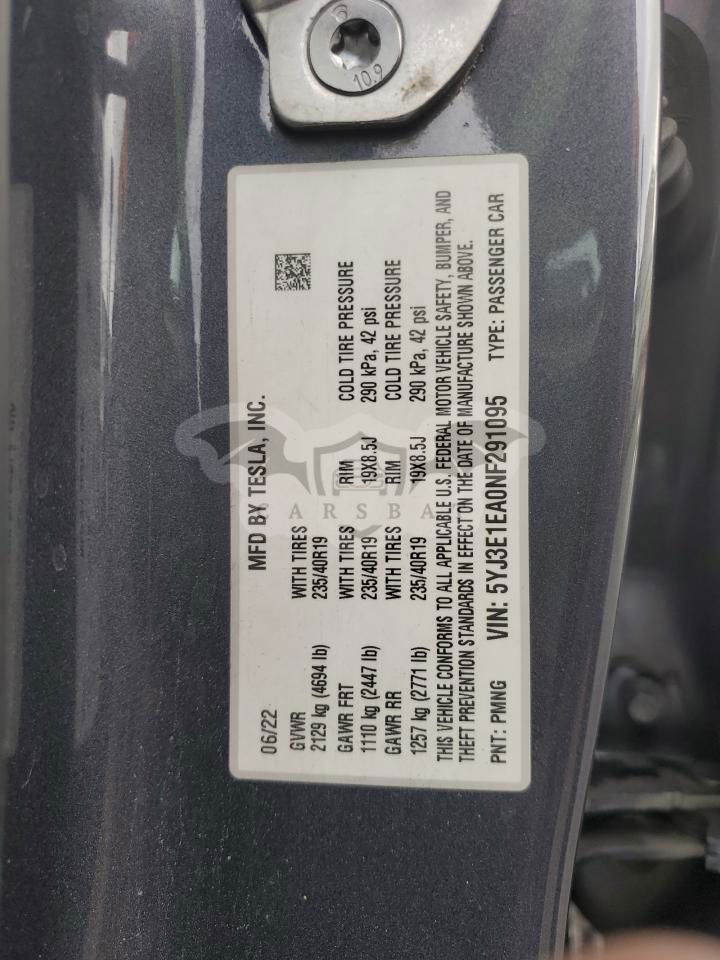 6
10.9
06/22
MFD BY TESLA, INC.
GVWR WITH TIRES
2129 kg (4694 lb) 235/40R19
GAWR FRT WITH TIRES RIM COLD TIRE PRESSURE
1110 kg (2447 lb) 235/40R19 19X8.5J 290 kPa, 42 psi
GAWR RR WITH TIRES RIM COLD TIRE PRESSURE
1257 kg (2771 lb) 235/40R19 19X8.5J 290 kPa, 42 psi
THIS VEHICLE CONFORMS TO ALL APPLICABLE U.S. FEDERAL MOTOR VEHICLE SAFETY, BUMPER, AND
THEFT PREVENTION STANDARDS IN EFFECT ON THE DATE OF MANUFACTURE SHOWN ABOVE.
PNT: PMNG VIN: 5YJ3E1EA0NF291095 TYPE: PASSENGER CAR